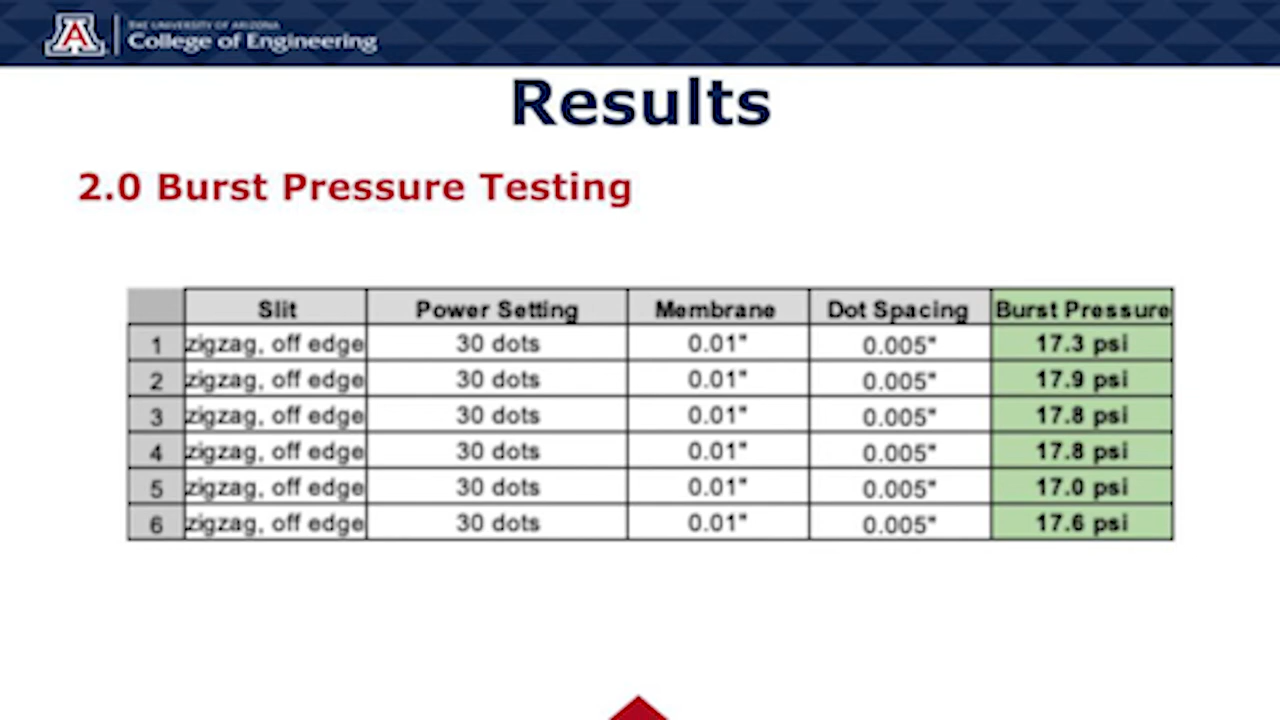 THE UNIVERSITY OF ARIZONA
College of Engineering
Results
2.0 Burst Pressure Testing
Slit Power Setting Membrane Dot Spacing Burst Pressure
1 zigzag, off edge 30 dots 0.01" 0.005" 17.3 psi
2 zigzag, off edge 30 dots 0.01" 0.005" 17.9 psi
3 zigzag, off edge 30 dots 0.01" 0.005" 17.8 psi
4 zigzag, off edge 30 dots 0.01" 0.005" 17.8 psi
5 zigzag, off edge 30 dots 0.01" 0.005" 17.0 psi
6 zigzag, off edge 30 dots 0.01" 0.005" 17.6 psi